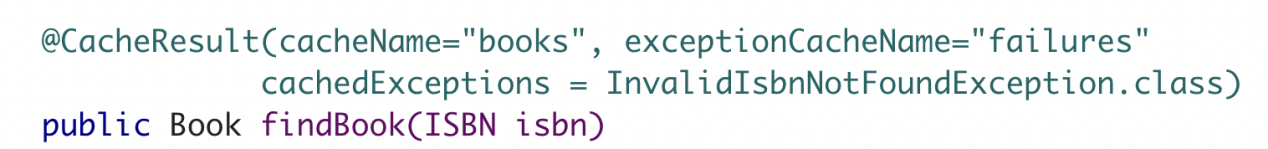 @CacheResult(cacheName="books", exceptionCacheName="failures"
             cachedExceptions = InvalidIsbnNotFoundException.class)
public Book findBook(ISBN isbn)